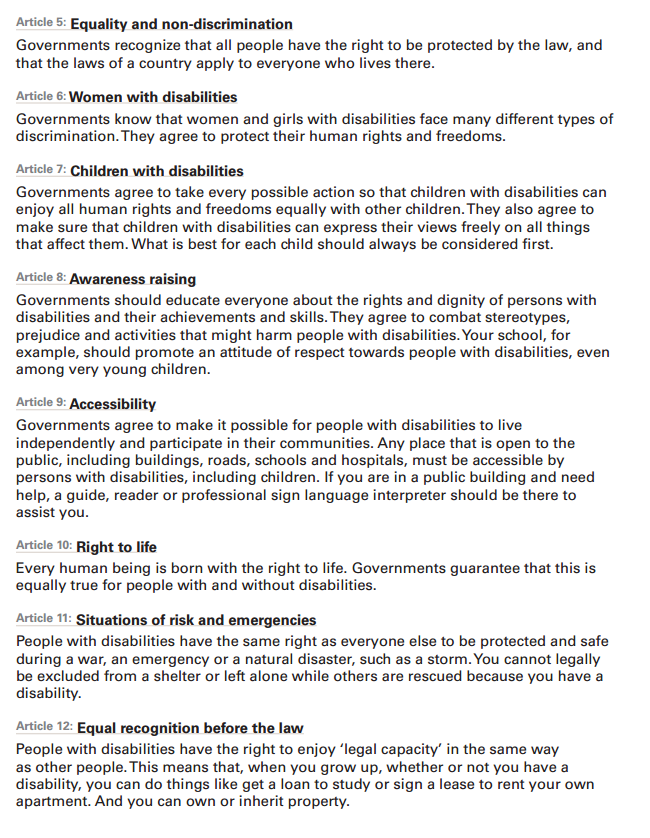 Article 5: Equality and non-discrimination
Governments recognize that all people have the right to be protected by the law, and
that the laws of a country apply to everyone who lives there.
Article 6: Women with disabilities
Governments know that women and girls with disabilities face many different types of
discrimination. They agree to protect their human rights and freedoms.
Article 7: Children with disabilities
Governments agree to take every possible action so that children with disabilities can
enjoy all human rights and freedoms equally with other children. They also agree to
make sure that children with disabilities can express their views freely on all things
that affect them. What is best for each child should always be considered first.
Article 8: Awareness raising
Governments should educate everyone about the rights and dignity of persons with
disabilities and their achievements and skills. They agree to combat stereotypes,
prejudice and activities that might harm people with disabilities. Your school, for
example, should promote an attitude of respect towards people with disabilities, even
among very young children.
Article 9: Accessibility
Governments agree to make it possible for people with disabilities to live
independently and participate in their communities. Any place that is open to the
public, including buildings, roads, schools and hospitals, must be accessible by
persons with disabilities, including children. If you are in a public building and need
help, a guide, reader or professional sign language interpreter should be there to
assist you.
Article 10: Right to life
Every human being is born with the right to life. Governments guarantee that this is
equally true for people with and without disabilities.
Article 11: Situations of risk and emergencies
People with disabilities have the same right as everyone else to be protected and safe
during a war, an emergency or a natural disaster, such as a storm. You cannot legally
be excluded from a shelter or left alone while others are rescued because you have a
disability.
Article 12: Equal recognition before the law
People with disabilities have the right to enjoy ‘legal capacity’ in the same way
as other people. This means that, when you grow up, whether or not you have a
disability, you can do things like get a loan to study or sign a lease to rent your own
apartment. And you can own or inherit property.